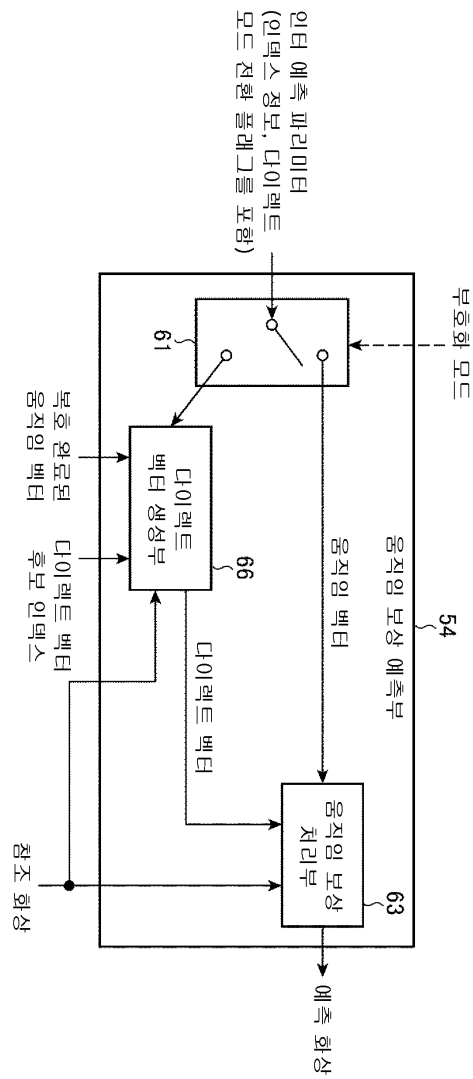 인터 예측 파리미터
(인덱스 정보, 다이렉트
모드 전환 플래그를 포함)
부호화 모드
61
움직임 보상 예측부
54
움직임 벡터
다이렉트
벡터 생성부
66
복호 완료된
움직임 벡터
다이렉트 벡터
후보 인덱스
다이렉트 벡터
움직임 보상
처리부
63
참조 화상
예측 화상